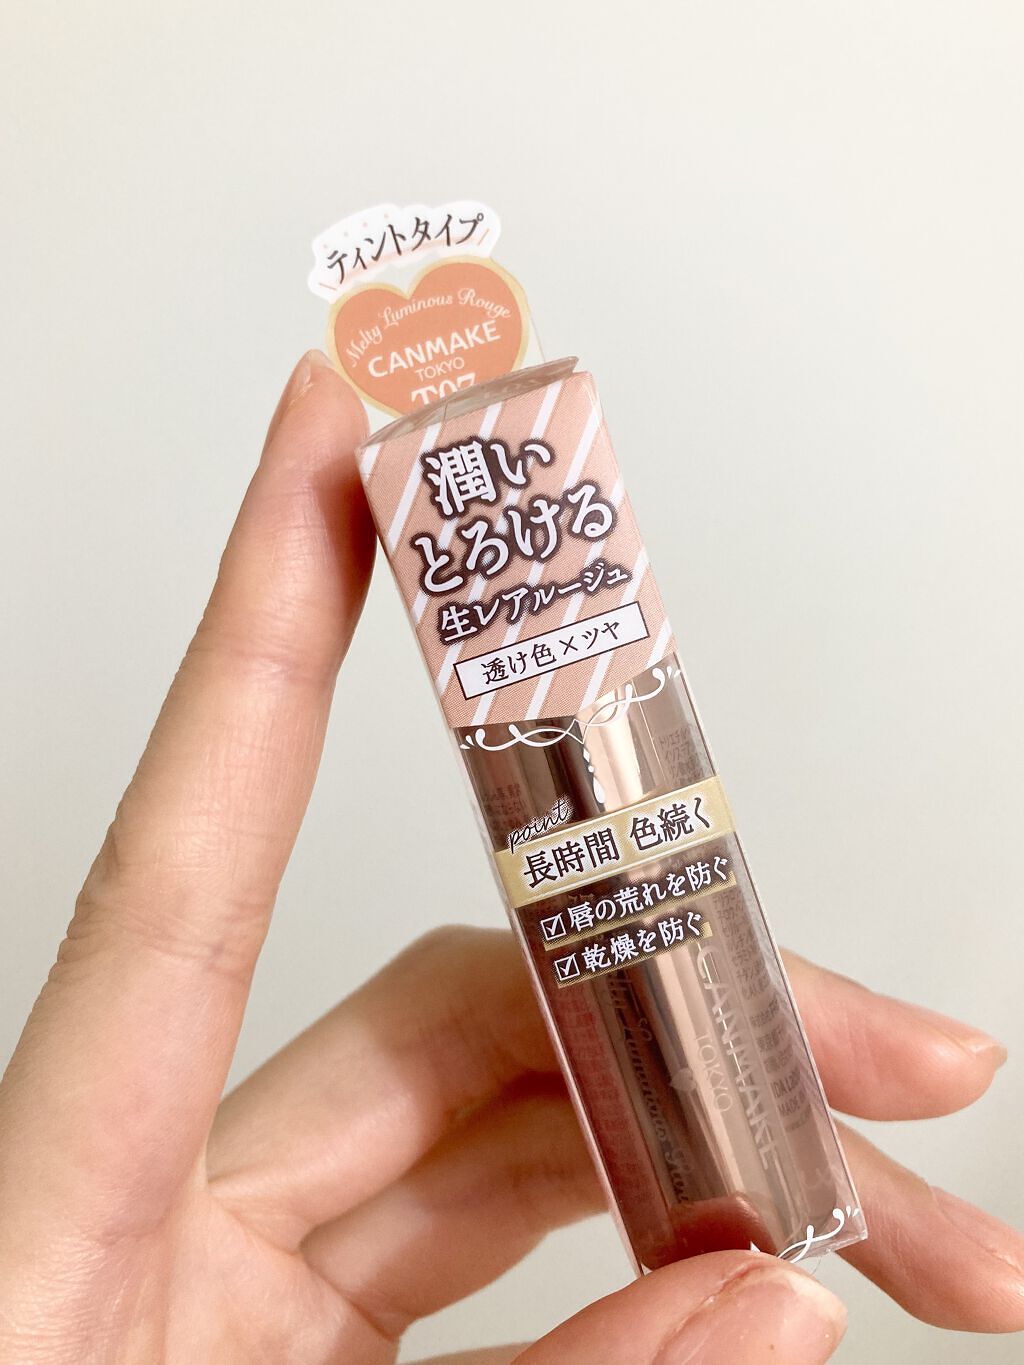 ティントタイプ
Melty Luminous Rouge
CANMAKE
TOKYO
T07
潤い
とろける
生レアルージュ
透け色×ツヤ
point
長時間 色続く
☑唇の荒れを防ぐ
☑乾燥を防ぐ
CANMAKE
TOKYO